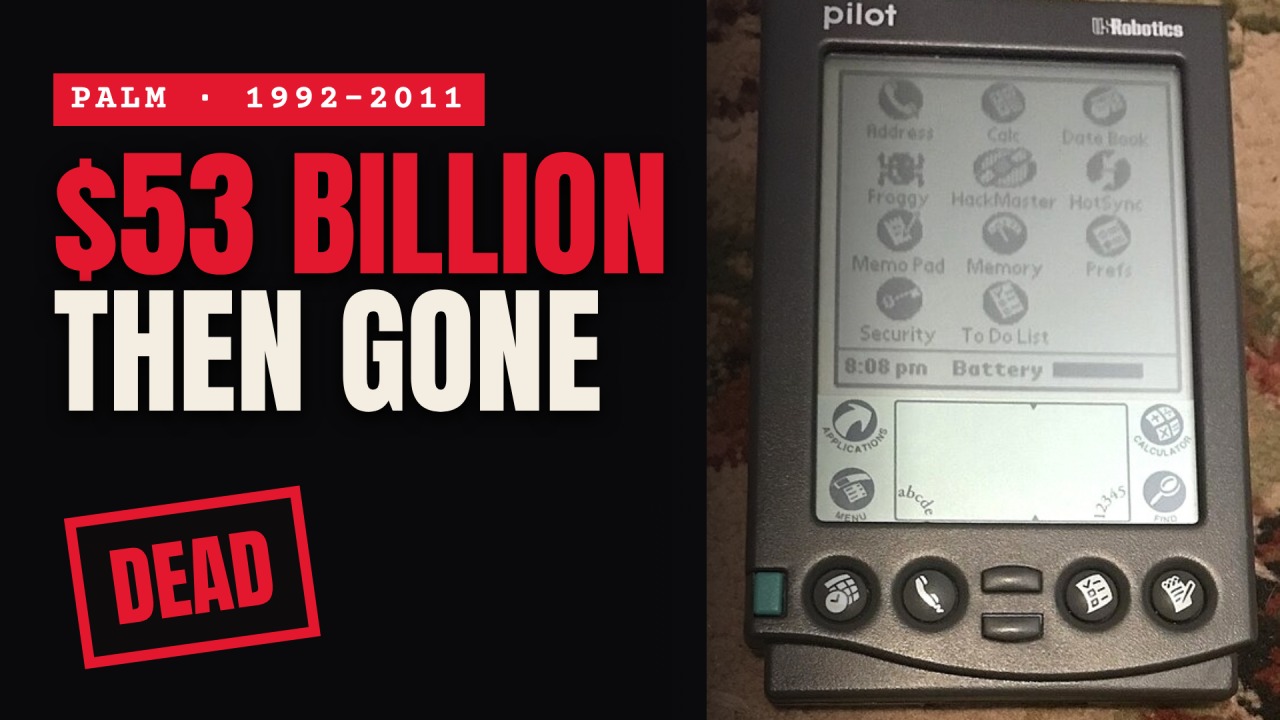 PALM · 1992–2011
$53 BILLION
THEN GONE
DEAD
pilot
U.S. Robotics
Address Calc Date Book
Froggy HackMaster HotSync
Memo Pad Memory Prefs
Security To Do List
8:08 pm Battery
APPLICATIONS
CALCULATOR
abcde
12345
MENU
FIND